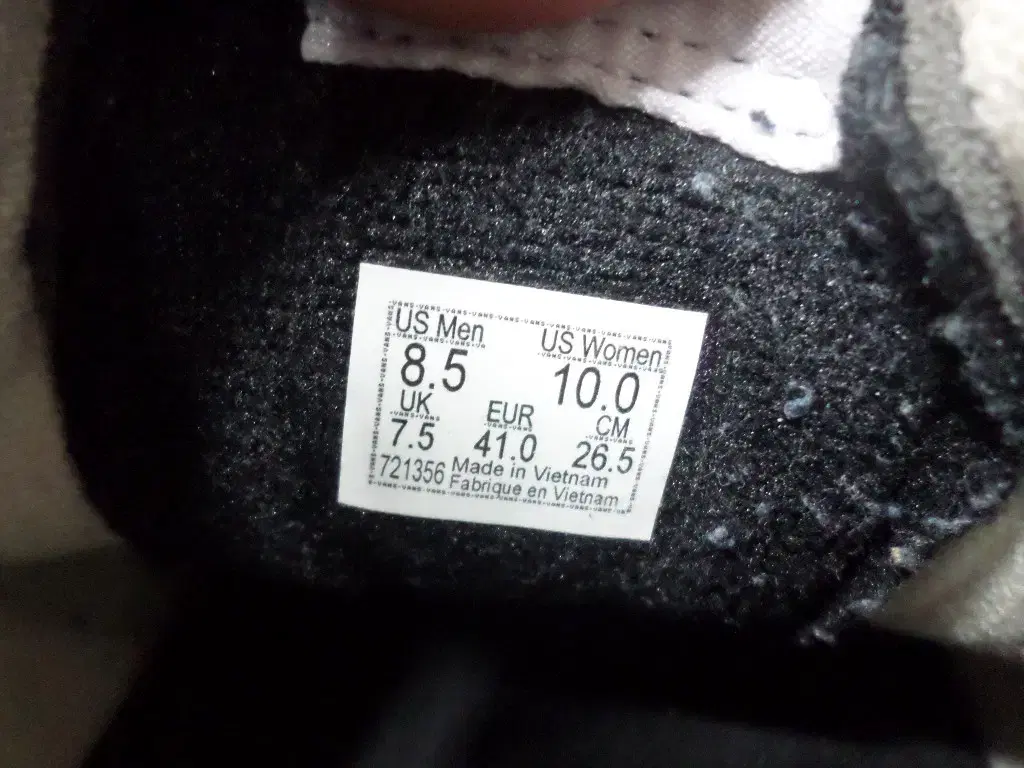 US Men US Women
8.5 10.0
UK EUR CM
7.5 41.0 26.5
721356 Made in Vietnam
Fabriqué en Vietnam